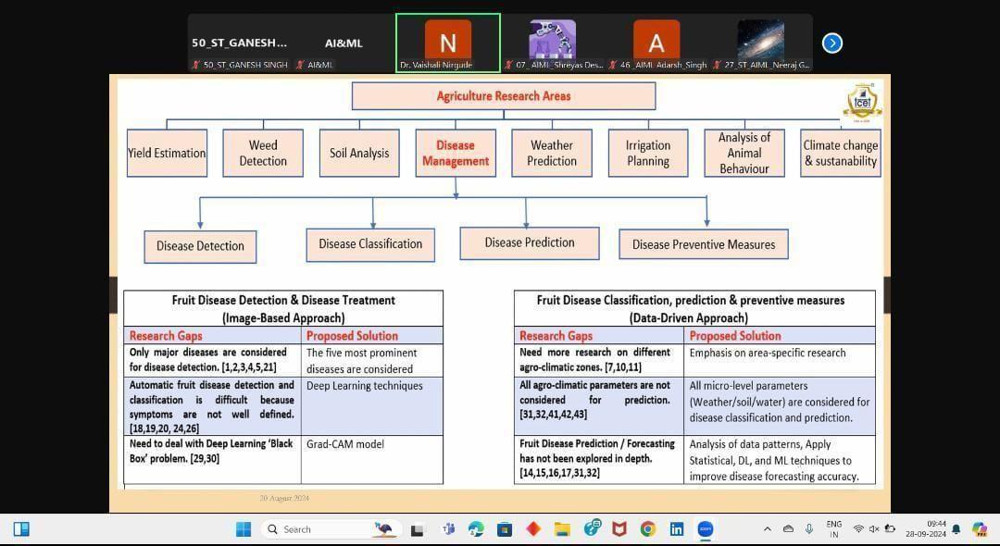 50_ST_GANESH...
AI&ML
N
A
50_ST_GANESH SINGH
AI&ML
Dr. Vaishali Nirgude
07_ AIML_Shreyas Des...
46 _AIML Adarsh_Singh
27_ST_AIML_Neeraj G...
Agriculture Research Areas
tcet
Yield Estimation
Weed
Detection
Soil Analysis
Disease
Management
Weather
Prediction
Irrigation
Planning
Analysis of
Animal
Behaviour
Climate change
& sustanability
Disease Detection
Disease Classification
Disease Prediction
Disease Preventive Measures
Fruit Disease Detection & Disease Treatment
(Image-Based Approach)
Research Gaps
Proposed Solution
Only major diseases are considered
for disease detection. [1,2,3,4,5,21]
The five most prominent
diseases are considered
Automatic fruit disease detection and
classification is difficult because
symptoms are not well defined.
[18,19,20, 24,26]
Deep Learning techniques
Need to deal with Deep Learning ‘Black
Box’ problem. [29,30]
Grad-CAM model
Fruit Disease Classification, prediction & preventive measures
(Data-Driven Approach)
Research Gaps
Proposed Solution
Need more research on different
agro-climatic zones. [7,10,11]
Emphasis on area-specific research
All agro-climatic parameters are not
considered for prediction.
[31,32,41,42,43]
All micro-level parameters
(Weather/soil/water) are considered for
disease classification and prediction.
Fruit Disease Prediction / Forecasting
has not been explored in depth.
[14,15,16,17,31,32]
Analysis of data patterns, Apply
Statistical, DL, and ML techniques to
improve disease forecasting accuracy.
20 August 2024
Search
zoom
ENG
IN
09:44
28-09-2024